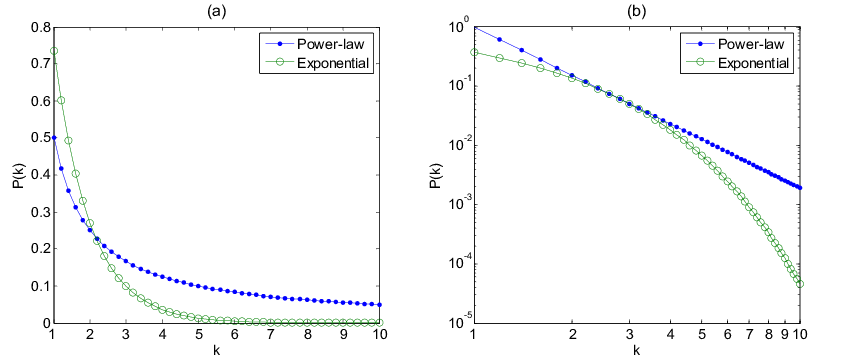 (a)
0.8
0.7
0.6
0.5
0.4
0.3
0.2
0.1
0
P(k)
Power-law
Exponential
1 2 3 4 5 6 7 8 9 10
k
(b)
10^0
10^-1
10^-2
10^-3
10^-4
10^-5
P(k)
Power-law
Exponential
1 2 3 4 5 6 7 8 9 10
k